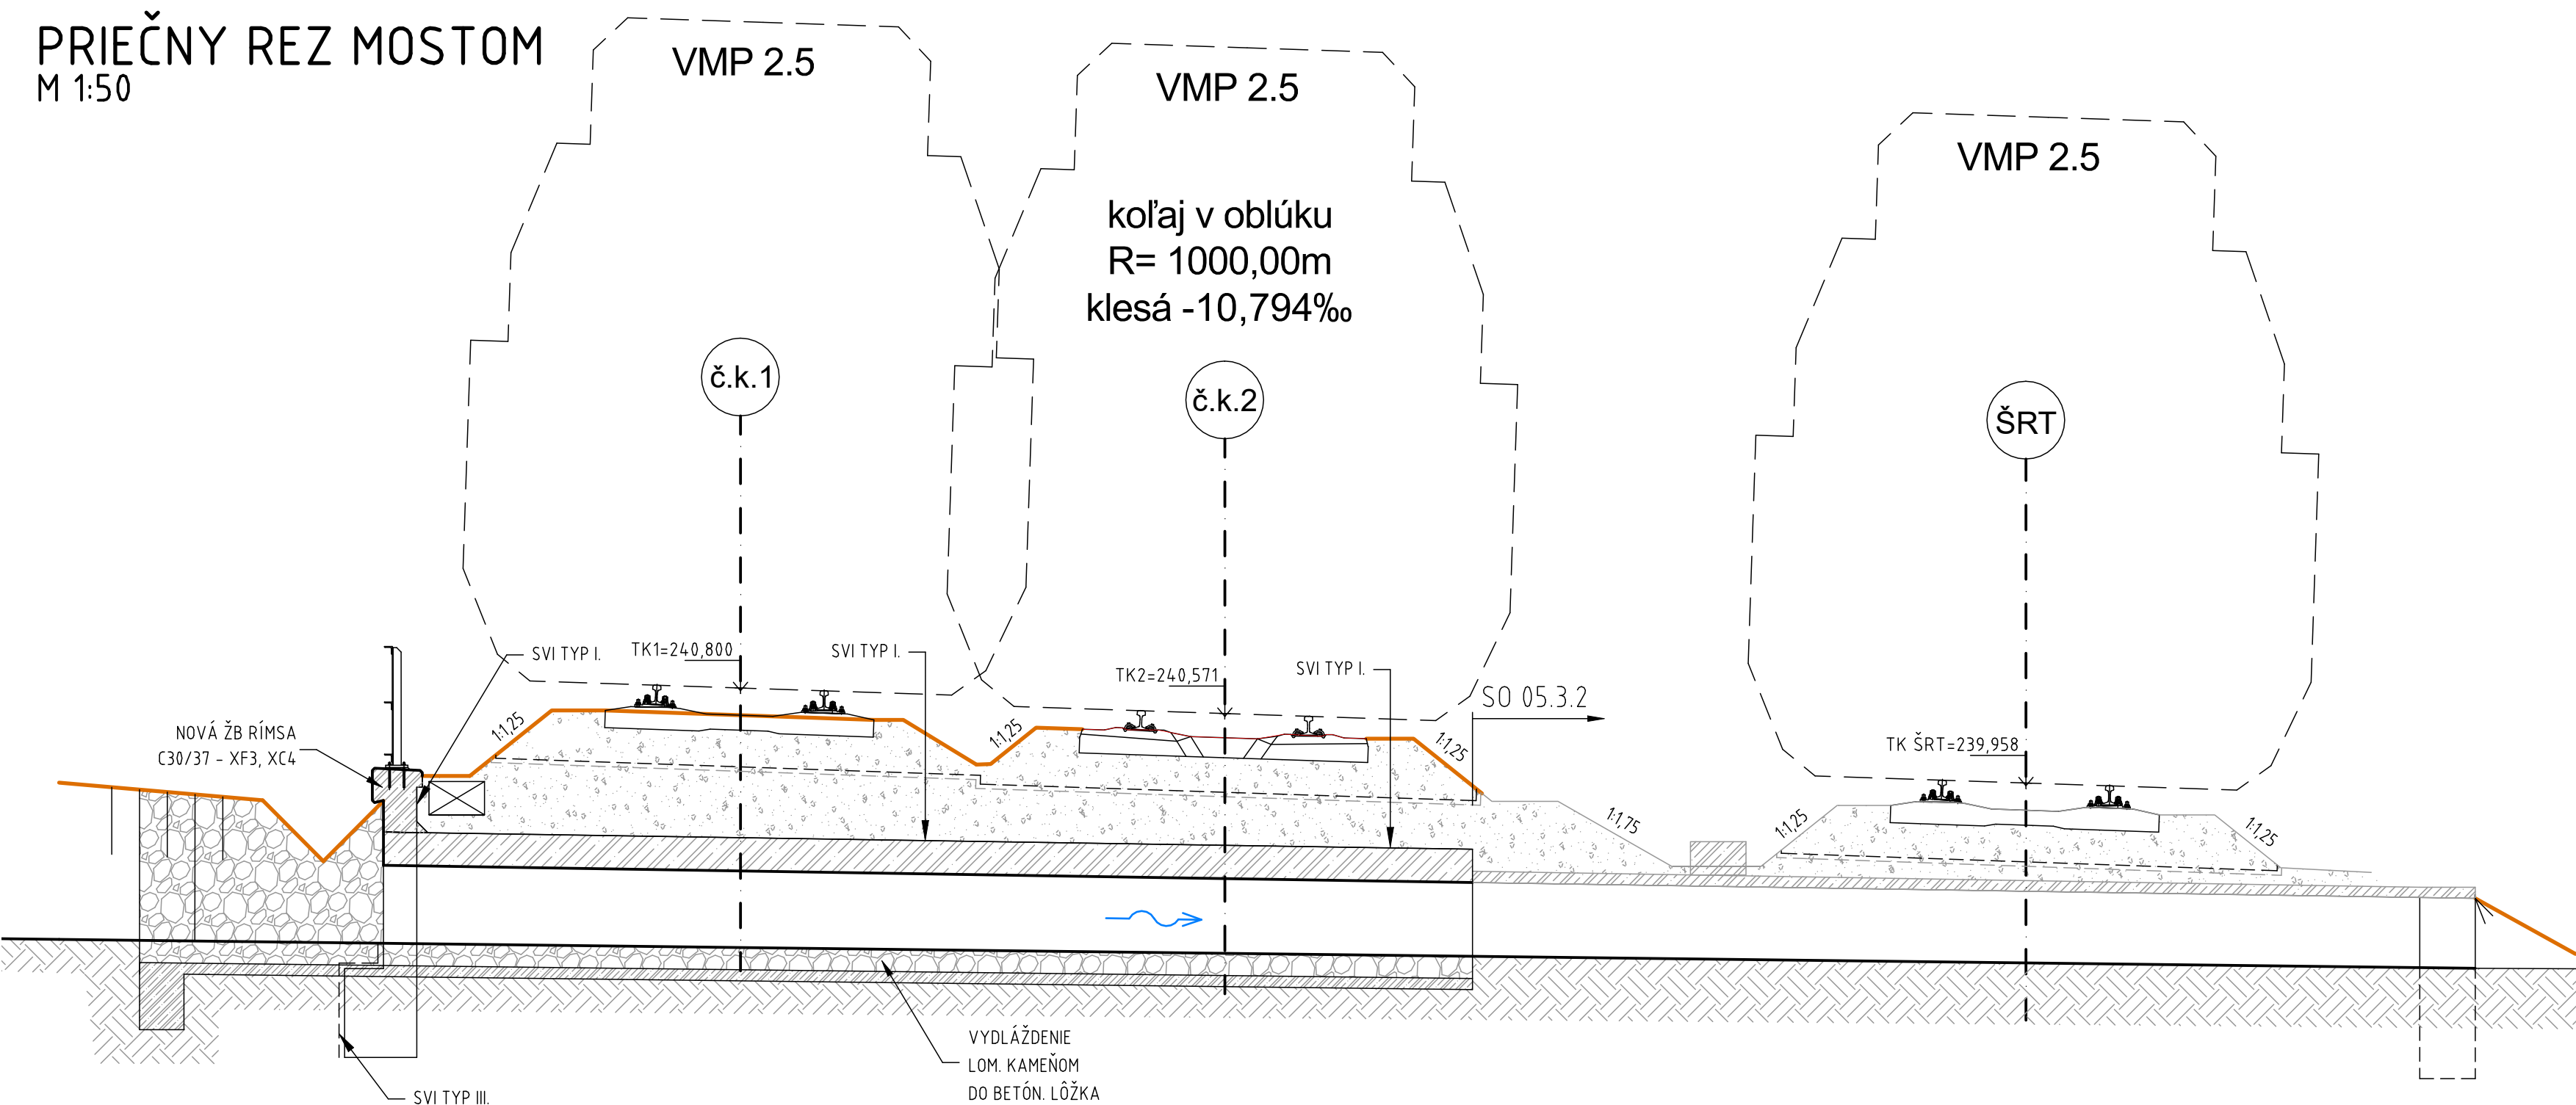 PRIEČNY REZ MOSTOM
M 1:50
VMP 2.5
VMP 2.5
VMP 2.5
koľaj v oblúku
R= 1000,00m
klesá -10,794‰
č.k.1
č.k.2
ŠRT
SVI TYP I.
TK1=240,800
SVI TYP I.
TK2=240,571
SVI TYP I.
SO 05.3.2
NOVÁ ŽB RÍMSA
C30/37 - XF3, XC4
1:1,25
1:1,25
1:1,25
TK ŠRT=239,958
1:1,75
1:1,25
1:1,25
VYDLÁŽDENIE
LOM. KAMEŇOM
DO BETÓN. LÔŽKA
SVI TYP III.